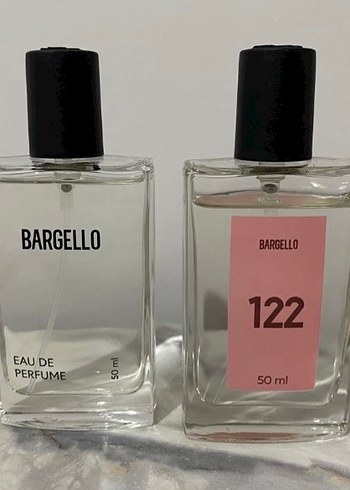 BARGELLO
EAU DE
PERFUME
50 ml
BARGELLO
122
50 ml